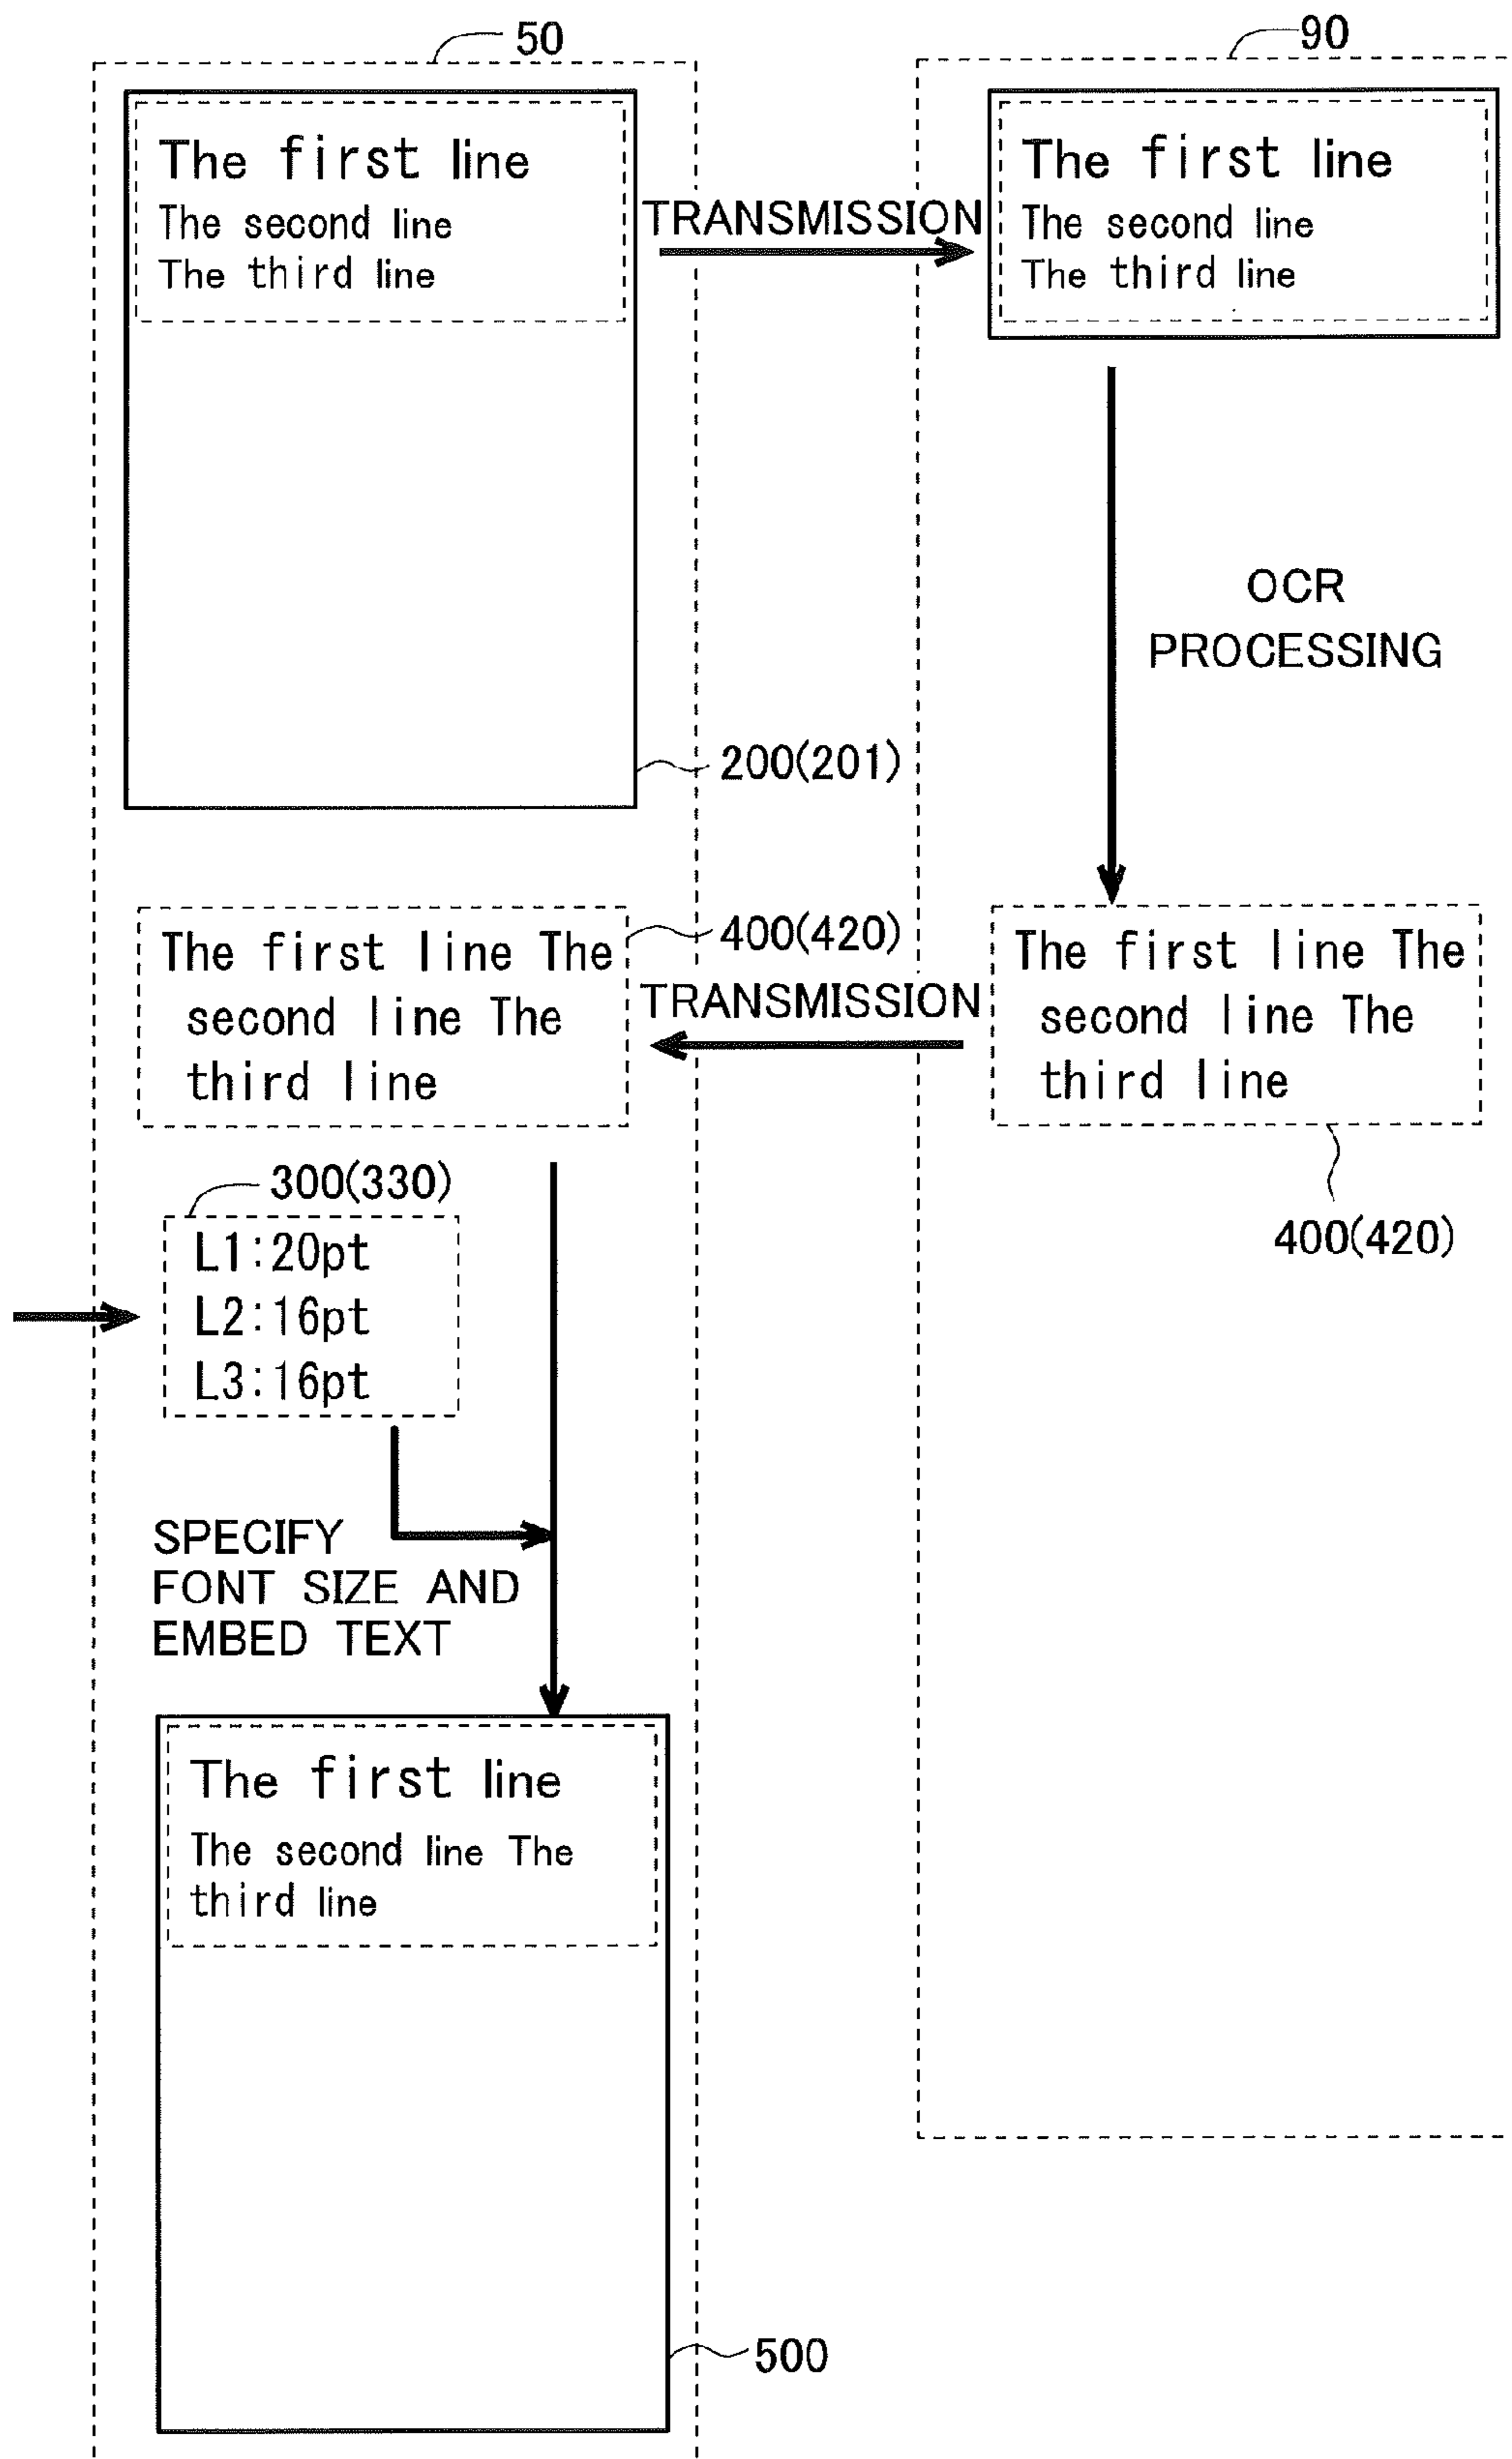 50
90
The first line
The second line
The third line
TRANSMISSION
The first line
The second line
The third line
OCR
PROCESSING
200(201)
400(420)
The first line The
second line The
third line
TRANSMISSION
The first line The
second line The
third line
400(420)
300(330)
L1:20pt
L2:16pt
L3:16pt
SPECIFY
FONT SIZE AND
EMBED TEXT
The first line
The second line The
third line
500